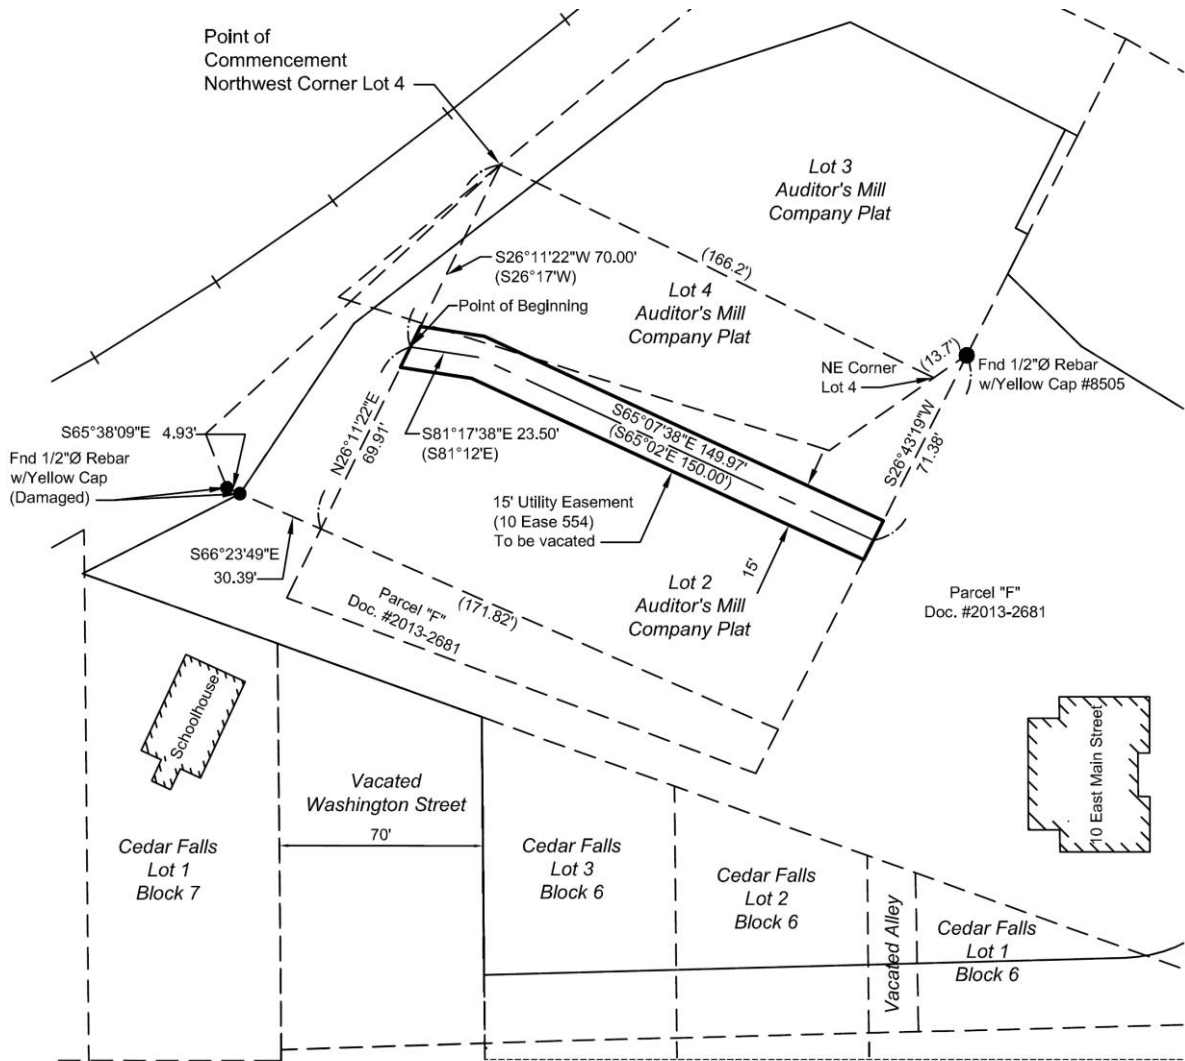 Point of
Commencement
Northwest Corner Lot 4
Lot 3
Auditor's Mill
Company Plat
S26°11'22"W 70.00'
(S26°17'W)
(166.2')
Lot 4
Auditor's Mill
Company Plat
Point of Beginning
(13.7')
NE Corner
Lot 4
Fnd 1/2"Ø Rebar
w/Yellow Cap #8505
S65°38'09"E 4.93'
Fnd 1/2"Ø Rebar
w/Yellow Cap
(Damaged)
N26°11'22"E
69.91'
S81°17'38"E 23.50'
(S81°12'E)
S65°07'38"E 149.97'
(S65°02'E 150.00')
S26°43'19"W
71.38'
15' Utility Easement
(10 Ease 554)
To be vacated
S66°23'49"E
30.39'
15'
Parcel "F"
Doc. #2013-2681
(171.82')
Lot 2
Auditor's Mill
Company Plat
Parcel "F"
Doc. #2013-2681
Schoolhouse
10 East Main Street
Vacated
Washington Street
70'
Cedar Falls
Lot 1
Block 7
Cedar Falls
Lot 3
Block 6
Cedar Falls
Lot 2
Block 6
Vacated Alley
Cedar Falls
Lot 1
Block 6